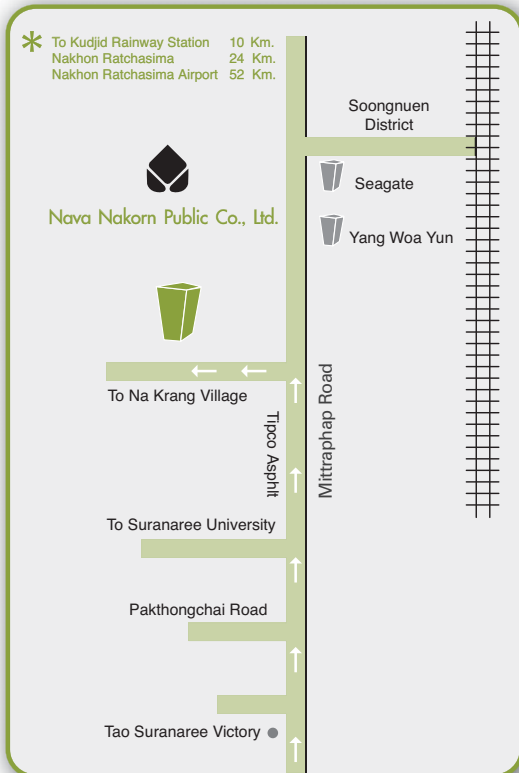 To Kudjid Rainway Station 10 Km.
Nakhon Ratchasima 24 Km.
Nakhon Ratchasima Airport 52 Km.
Soongnuen
District
Seagate
Nava Nakorn Public Co., Ltd.
Yang Woa Yun
To Na Krang Village
Mittraphap Road
Tipco Asphlt
To Suranaree University
Pakthongchai Road
Tao Suranaree Victory